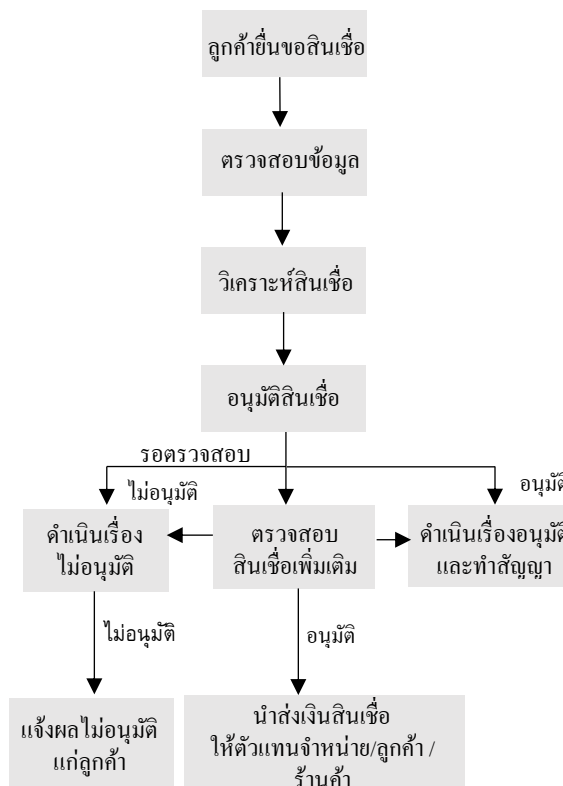 ลูกค้ายื่นขอสินเชื่อ
ตรวจสอบข้อมูล
วิเคราะห์สินเชื่อ
อนุมัติสินเชื่อ
รอตรวจสอบ
ไม่อนุมัติ
อนุมัติ
ดำเนินเรื่อง
ไม่อนุมัติ
ตรวจสอบ
สินเชื่อเพิ่มเติม
ดำเนินเรื่องอนุมัติ
และทำสัญญา
ไม่อนุมัติ
อนุมัติ
แจ้งผลไม่อนุมัติ
แก่ลูกค้า
นำส่งเงินสินเชื่อ
ให้ตัวแทนจำหน่าย/ลูกค้า /
ร้านค้า